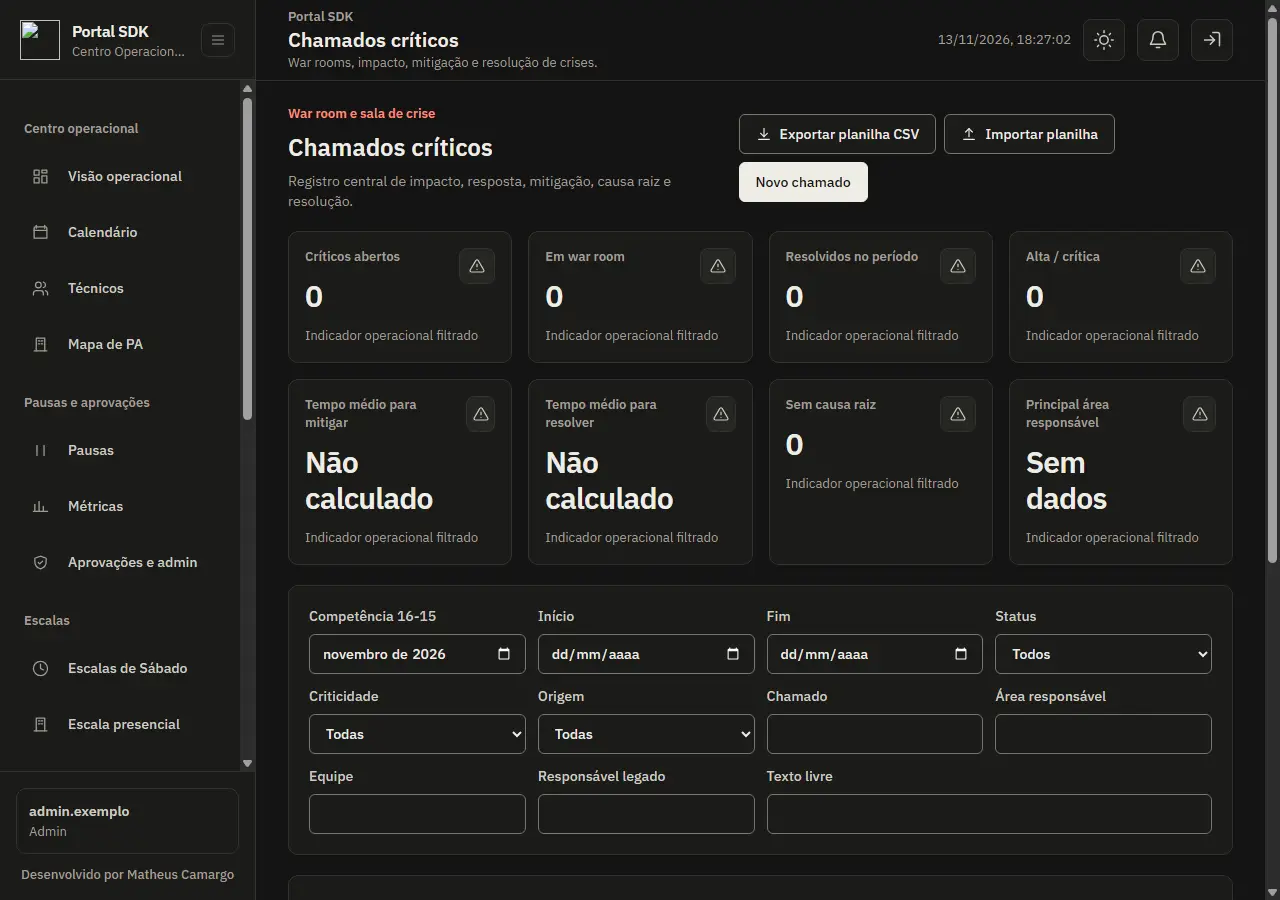 Portal SDK
Centro Operacion...
Centro operacional
Visão operacional
Calendário
Técnicos
Mapa de PA
Pausas e aprovações
Pausas
Métricas
Aprovações e admin
Escalas
Escalas de Sábado
Escala presencial
admin.exemplo
Admin
Desenvolvido por Matheus Camargo
Portal SDK
Chamados críticos
War rooms, impacto, mitigação e resolução de crises.
13/11/2026, 18:27:02
War room e sala de crise
Chamados críticos
Registro central de impacto, resposta, mitigação, causa raiz e
resolução.
Exportar planilha CSV
Importar planilha
Novo chamado
Críticos abertos
0
Indicador operacional filtrado
Em war room
0
Indicador operacional filtrado
Resolvidos no período
0
Indicador operacional filtrado
Alta / crítica
0
Indicador operacional filtrado
Tempo médio para
mitigar
Não
calculado
Indicador operacional filtrado
Tempo médio para
resolver
Não
calculado
Indicador operacional filtrado
Sem causa raiz
0
Indicador operacional filtrado
Principal área
responsável
Sem
dados
Indicador operacional filtrado
Competência 16-15
novembro de 2026
Início
dd/mm/aaaa
Fim
dd/mm/aaaa
Status
Todos
Criticidade
Todas
Origem
Todas
Chamado
Área responsável
Equipe
Responsável legado
Texto livre